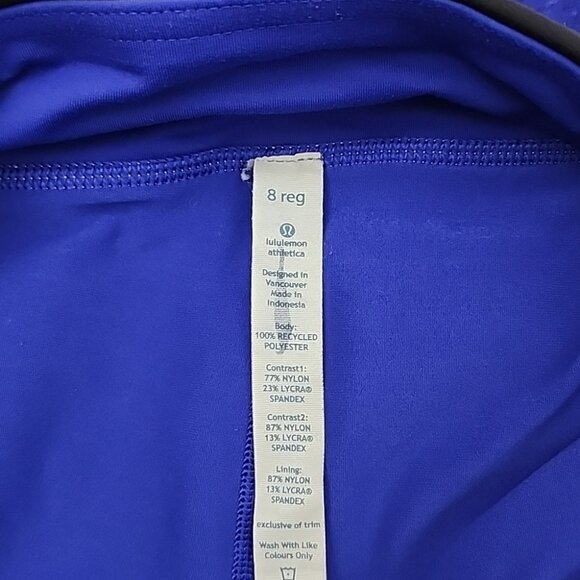 8 reg
lululemon
athletica
Designed in
Vancouver
Made in
Indonesia
Body:
100% RECYCLED
POLYESTER
Contrast1:
77% NYLON
23% LYCRA®
SPANDEX
Contrast2:
87% NYLON
13% LYCRA®
SPANDEX
Lining:
87% NYLON
13% LYCRA®
SPANDEX
exclusive of trim
Wash With Like
Colours Only